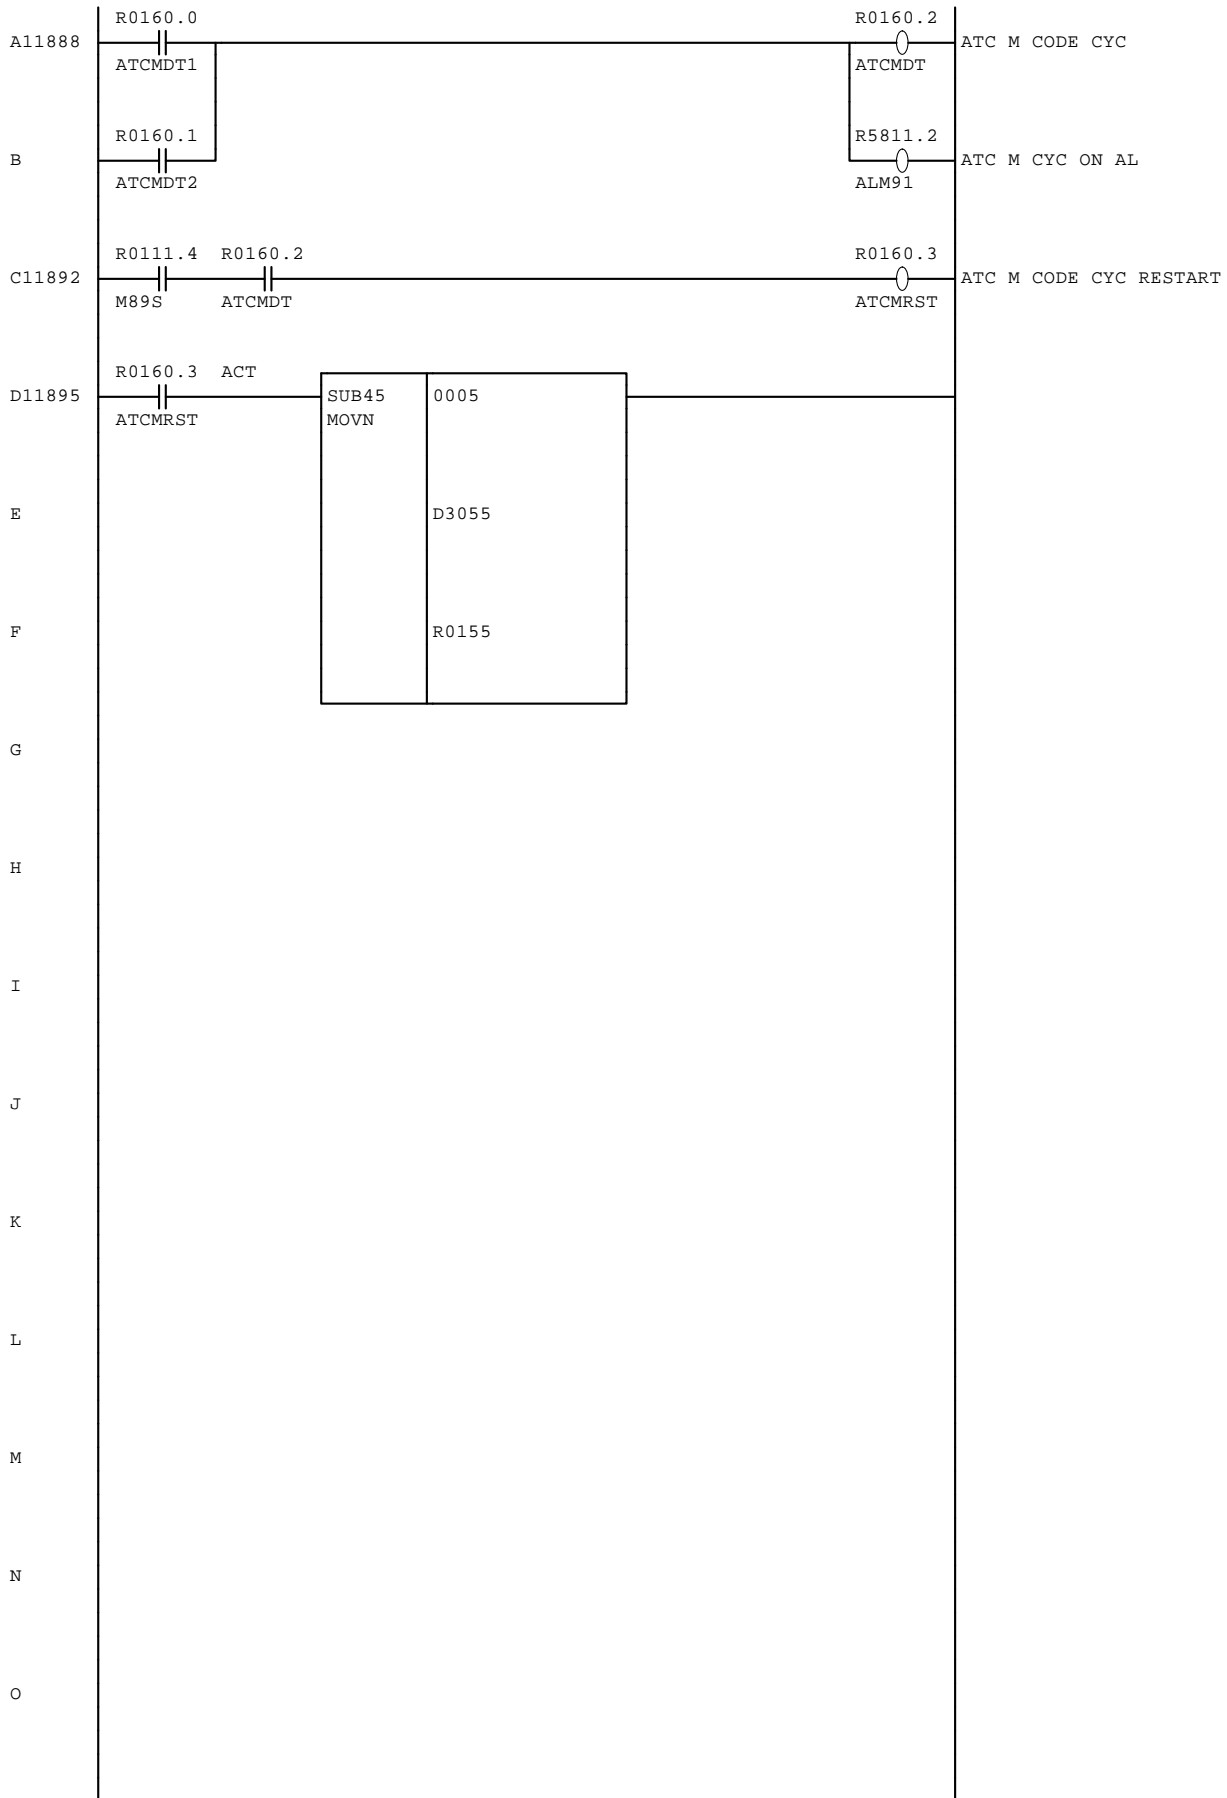 R0160.0 R0160.2
A11888 ATC M CODE CYC
ATCMDT1 ATCMDT
R0160.1 R5811.2
B ATC M CYC ON AL
ATCMDT2 ALM91
R0111.4 R0160.2 R0160.3
C11892 ATC M CODE CYC RESTART
M89S ATCMDT ATCMRST
R0160.3 ACT
D11895 SUB45 0005
ATCMRST MOVN
E D3055
F R0155
G
H
I
J
K
L
M
N
O